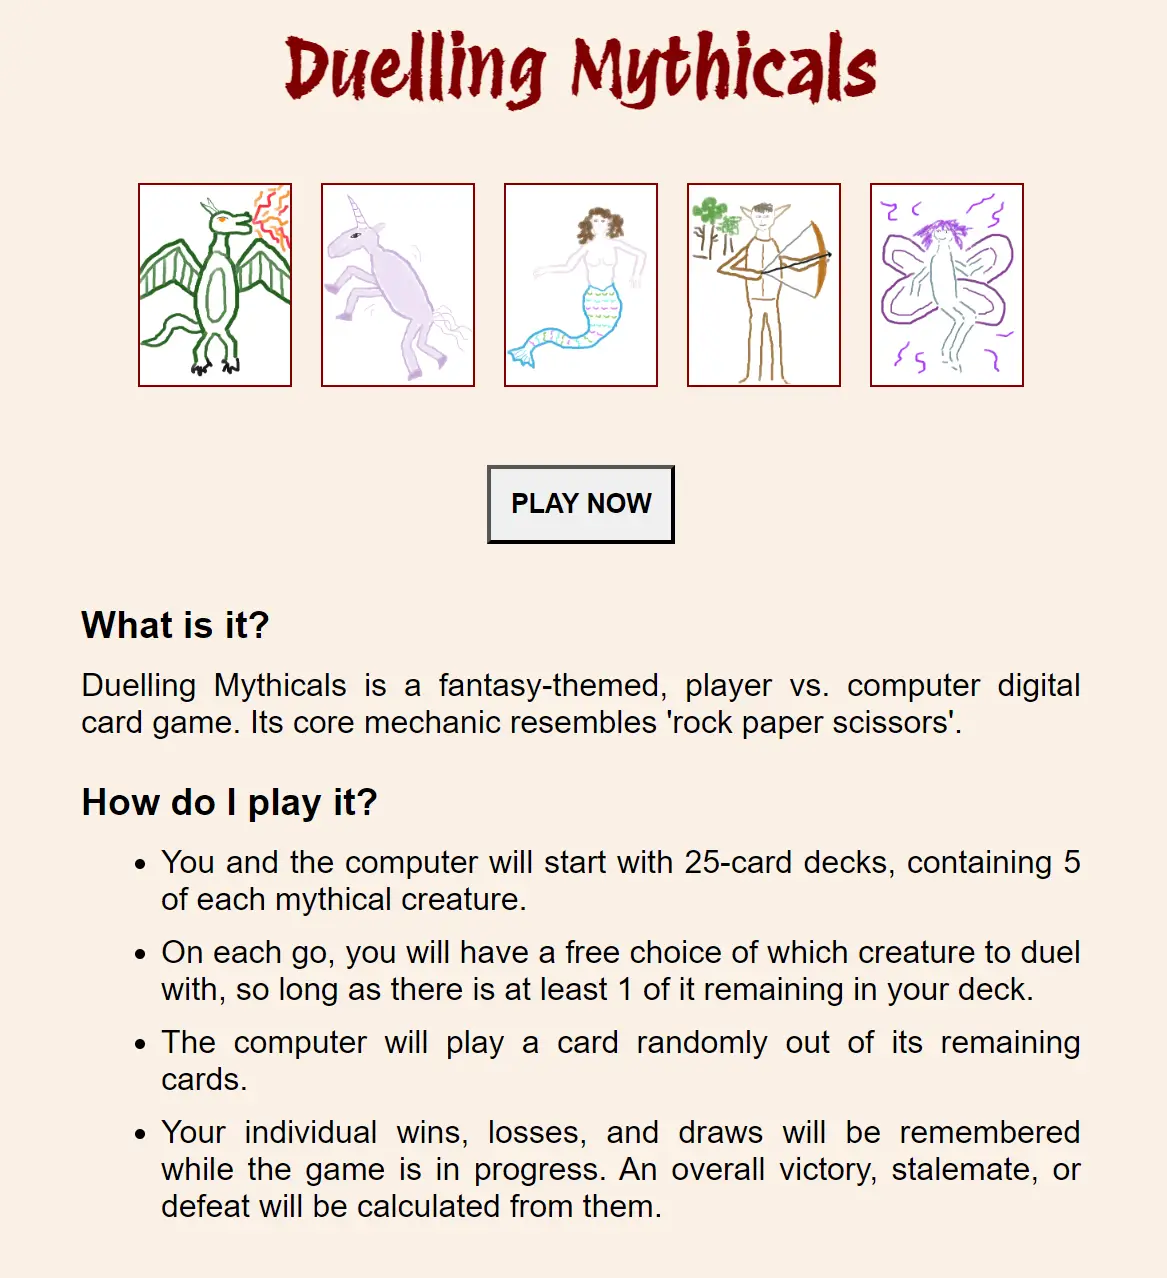 Duelling Mythicals
PLAY NOW
What is it?
Duelling Mythicals is a fantasy-themed, player vs. computer digital
card game. Its core mechanic resembles 'rock paper scissors'.
How do I play it?
• You and the computer will start with 25-card decks, containing 5
of each mythical creature.
• On each go, you will have a free choice of which creature to duel
with, so long as there is at least 1 of it remaining in your deck.
• The computer will play a card randomly out of its remaining
cards.
• Your individual wins, losses, and draws will be remembered
while the game is in progress. An overall victory, stalemate, or
defeat will be calculated from them.